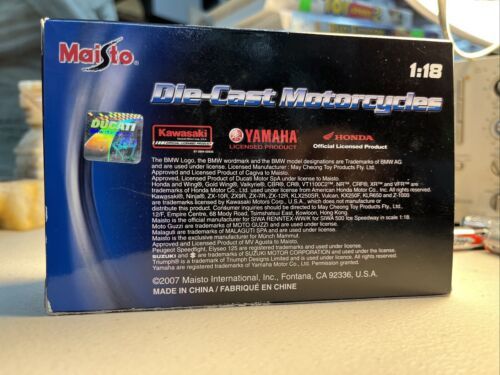 Maisto®
1:18
Die-Cast Motorcycles
DUCATI
Kawasaki
YAMAHA
LICENSED PRODUCT
HONDA
Official Licensed Product
The BMW Logo, the BMW wordmark and the BMW model designations are Trademarks of BMW AG
and are used under license. Licensee : May Cheong Toy Products Fty. Ltd.
Approved and Licensed Product of Cagiva to Maisto.
Approved, Licensed Product of Ducati Motor SpA under License to Maisto.
Honda and Wing®, Gold Wing®, Valkyrie®, CBR®, CRB, VT1100C2®, NR™, CRF®, XR™ and VFR™ are
trademarks of Honda Motor Co. Ltd. used under license from American Honda Motor Co. Inc. All rights reserved.
Kawasaki®, Ninja®, ZX-10R, ZX-9R, ZX-7R, ZX-12R, KLX250SR, Vulcan, KX250F, KLR650 and Z-1000
are trademarks licensed by Kawasaki Motors Corp., U.S.A., which does not manufacture or
distribute this product. Consumer inquiries should be directed to May Cheong Toy Products Fty. Ltd.,
12/F, Empire Centre, 68 Mody Road, Tsimshatsui East, Kowloon, Hong Kong.
Maisto is the official manufacturer for SIWA RENNTEX-WW/K for SIWA 500 Ice Speedway in scale 1:18.
Moto Guzzi are trademark of MOTO GUZZI and are used under license.
Malaguti are trademark of MALAGUTI SPA and are used under license.
Maisto is the exclusive manufacturer for Münch Mammut.
Approved and Licensed Product of MV Agusta to Maisto.
Peugeot Speedfight, Elyseo 125 are registered trademarks and used under license.
SUZUKI and are trademarks of SUZUKI MOTOR CORPORATION and used under the license.
Triumph® is a trademark of Triumph Designs Limited and is used under license. All rights reserved.
Yamaha are registered trademarks of Yamaha Motor Co., Ltd. Permission granted.
©2007 Maisto International, Inc., Fontana, CA 92336, U.S.A.
MADE IN CHINA / FABRIQUÉ EN CHINE